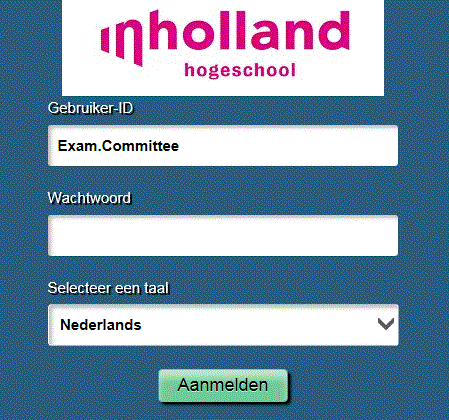 inholland
hogeschool
Gebruiker-ID
Exam.Committee
Wachtwoord
Selecteer een taal
Nederlands
Aanmelden